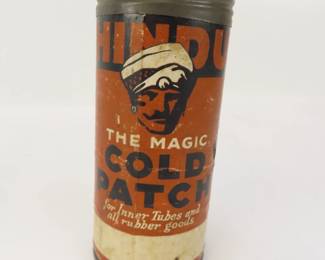 HINDU
THE MAGIC
COLD
PATCH
for Inner Tubes and
all rubber goods